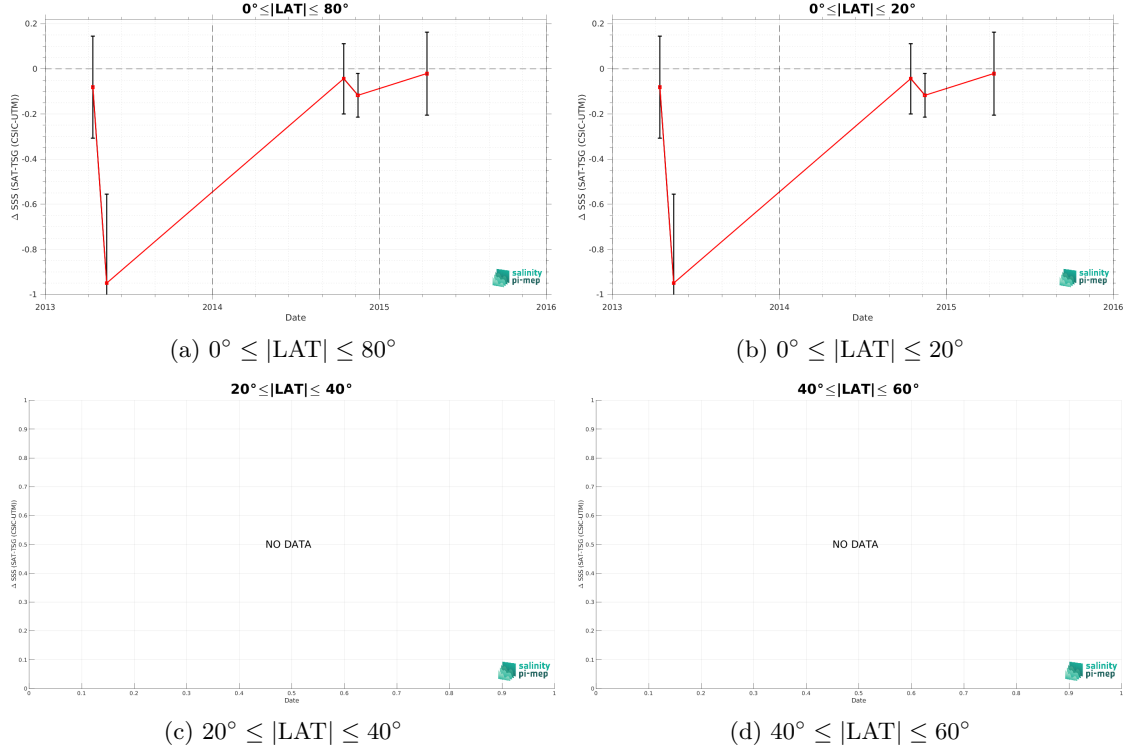 0°≤|LAT|≤ 80°
Δ SSS (SAT-TSG (CSIC-UTM))
0.2
0
-0.2
-0.4
-0.6
-0.8
-1
2013
2014
2015
2016
Date
salinity
pi-mep
(a) 0° ≤ |LAT| ≤ 80°
0°≤|LAT|≤ 20°
Δ SSS (SAT-TSG (CSIC-UTM))
0.2
0
-0.2
-0.4
-0.6
-0.8
-1
2013
2014
2015
2016
Date
salinity
pi-mep
(b) 0° ≤ |LAT| ≤ 20°
20°≤|LAT|≤ 40°
Δ SSS (SAT-TSG (CSIC-UTM))
1
0.9
0.8
0.7
0.6
0.5
0.4
0.3
0.2
0.1
0
NO DATA
0
0.1
0.2
0.3
0.4
0.5
0.6
0.7
0.8
0.9
1
Date
salinity
pi-mep
(c) 20° ≤ |LAT| ≤ 40°
40°≤|LAT|≤ 60°
Δ SSS (SAT-TSG (CSIC-UTM))
1
0.9
0.8
0.7
0.6
0.5
0.4
0.3
0.2
0.1
0
NO DATA
0
0.1
0.2
0.3
0.4
0.5
0.6
0.7
0.8
0.9
1
Date
salinity
pi-mep
(d) 40° ≤ |LAT| ≤ 60°